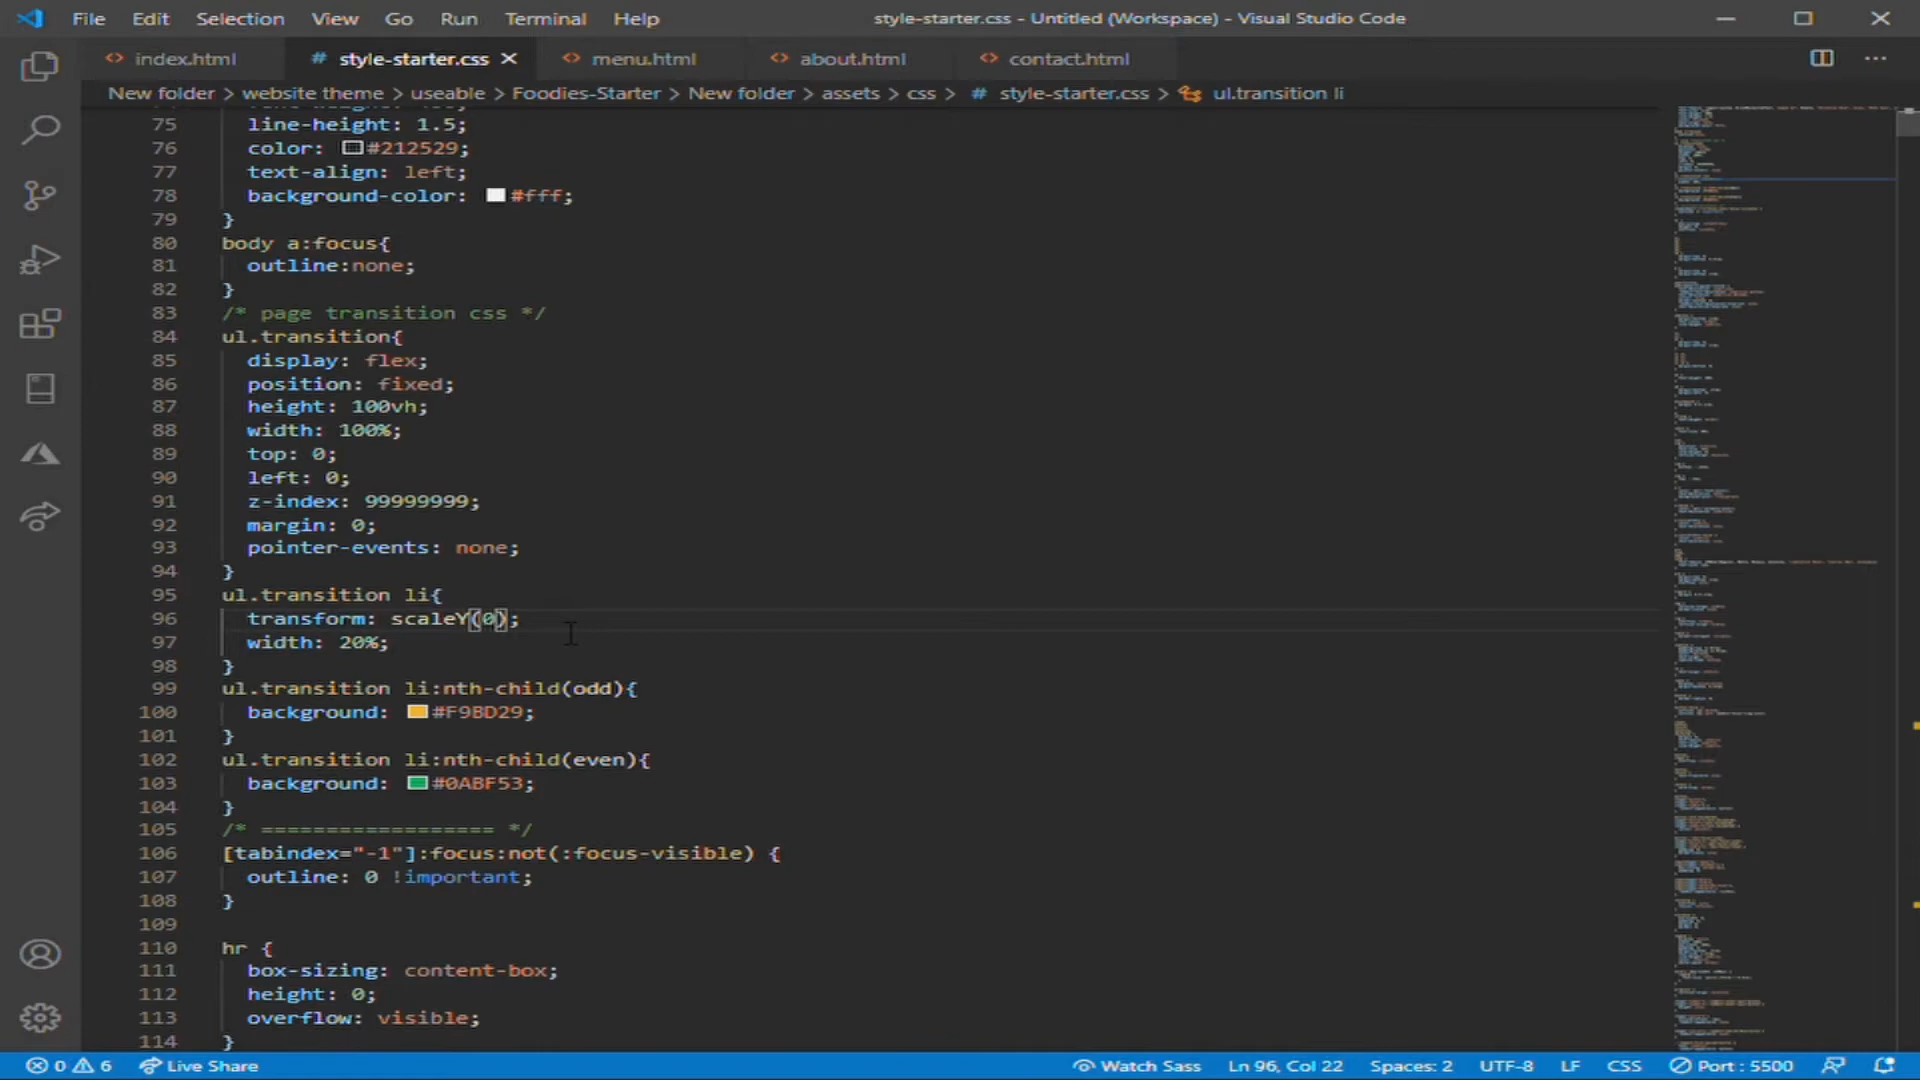 File Edit Selection View Go Run Terminal Help style-starter.css - Untitled (Workspace) - Visual Studio Code
index.html # style-starter.css menu.html about.html contact.html
New folder > website theme > useable > Foodies-Starter > New folder > assets > css > # style-starter.css > ul.transition li
75 line-height: 1.5;
76 color: #212529;
77 text-align: left;
78 background-color: #fff;
79 }
80 body a:focus{
81 outline:none;
82 }
83 /* page transition css */
84 ul.transition{
85 display: flex;
86 position: fixed;
87 height: 100vh;
88 width: 100%;
89 top: 0;
90 left: 0;
91 z-index: 99999999;
92 margin: 0;
93 pointer-events: none;
94 }
95 ul.transition li{
96 transform: scaleY(0);
97 width: 20%;
98 }
99 ul.transition li:nth-child(odd){
100 background: #F9BD29;
101 }
102 ul.transition li:nth-child(even){
103 background: #0ABF53;
104 }
105 /* ================== */
106 [tabindex="-1"]:focus:not(:focus-visible) {
107 outline: 0 !important;
108 }
109
110 hr {
111 box-sizing: content-box;
112 height: 0;
113 overflow: visible;
114 }
0 6 Live Share Watch Sass Ln 96, Col 22 Spaces: 2 UTF-8 LF CSS Port : 5500